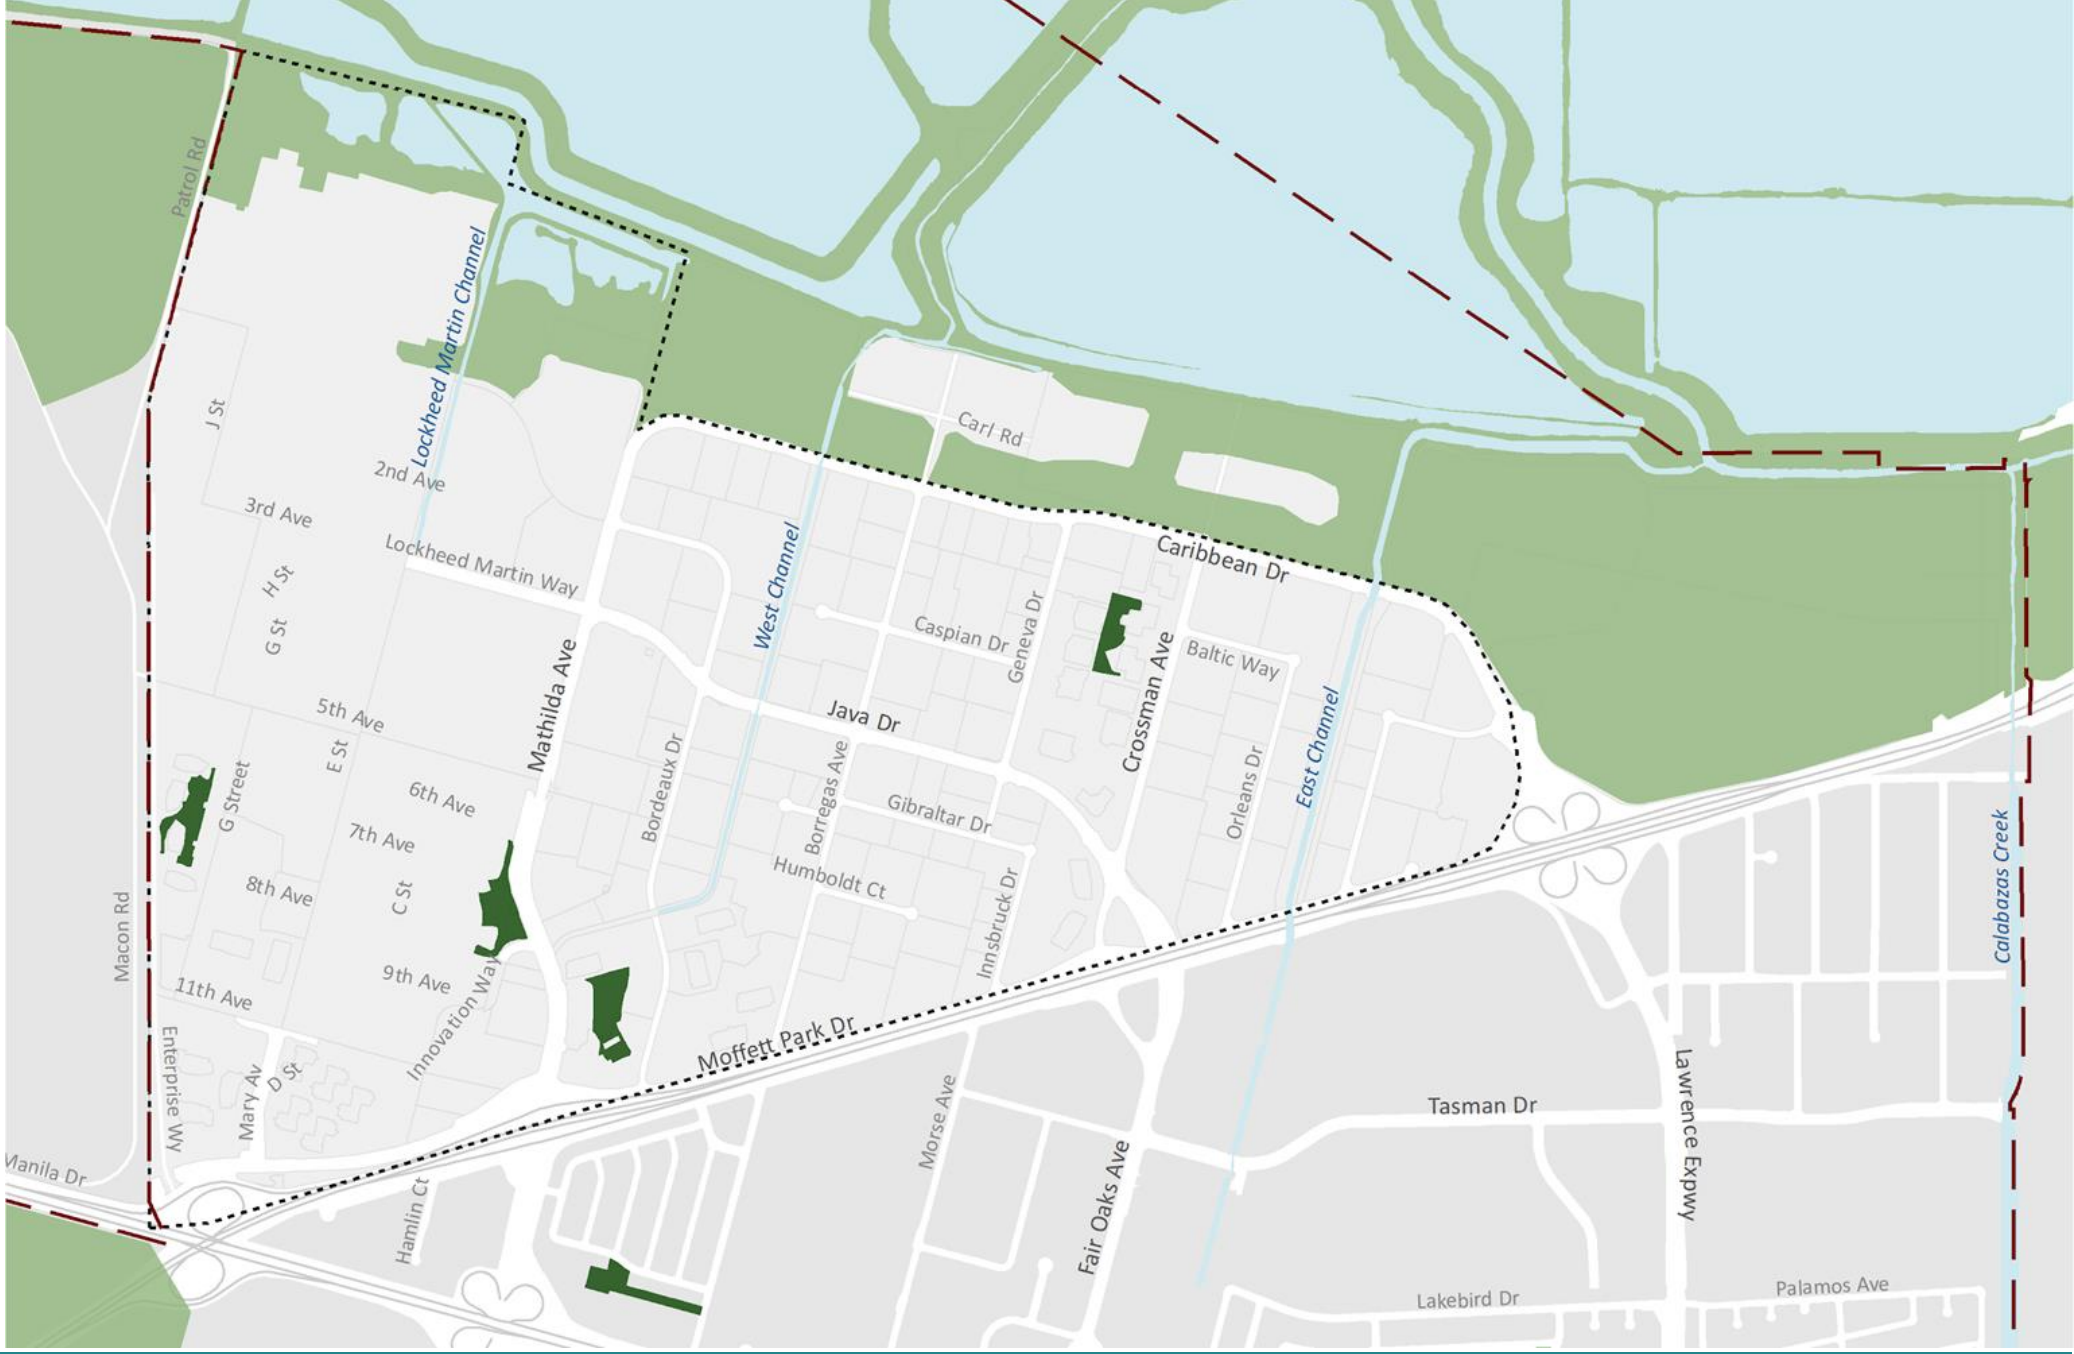 Patrol Rd
Lockheed Martin Channel
J St
Carl Rd
2nd Ave
3rd Ave
Lockheed Martin Way
West Channel
Caribbean Dr
H St
G St
Caspian Dr
Geneva Dr
Crossman Ave
Baltic Way
Mathilda Ave
5th Ave
E St
Java Dr
East Channel
Bordeaux Dr
Borregas Ave
Orleans Dr
G Street
6th Ave
Gibraltar Dr
7th Ave
Humboldt Ct
8th Ave
C St
Innsbruck Dr
Calabazas Creek
Macon Rd
11th Ave
9th Ave
Innovation Way
Moffett Park Dr
Enterprise Wy
Mary Av
D St
Morse Ave
Tasman Dr
Lawrence Expwy
Manila Dr
Hamlin Ct
Fair Oaks Ave
Lakebird Dr
Palamos Ave